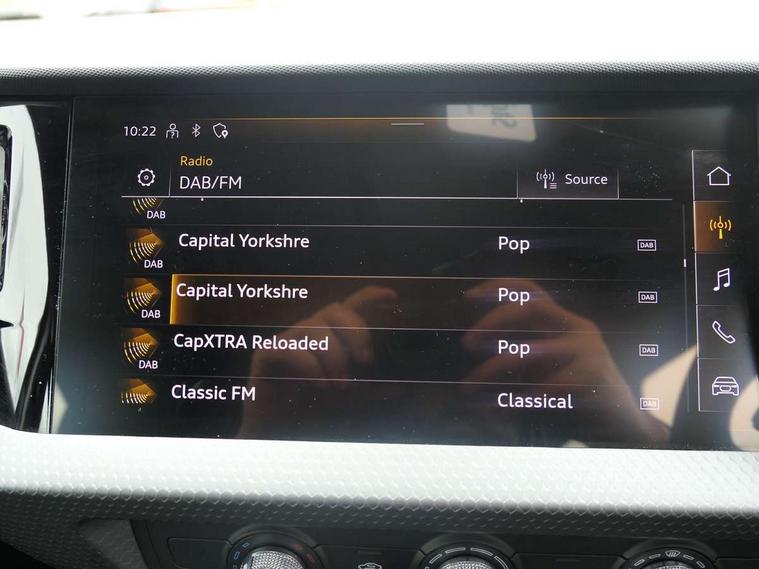 10:22
Radio
DAB/FM
Source
DAB
Capital Yorkshre Pop DAB
DAB
Capital Yorkshre Pop DAB
DAB
CapXTRA Reloaded Pop DAB
DAB
Classic FM Classical DAB